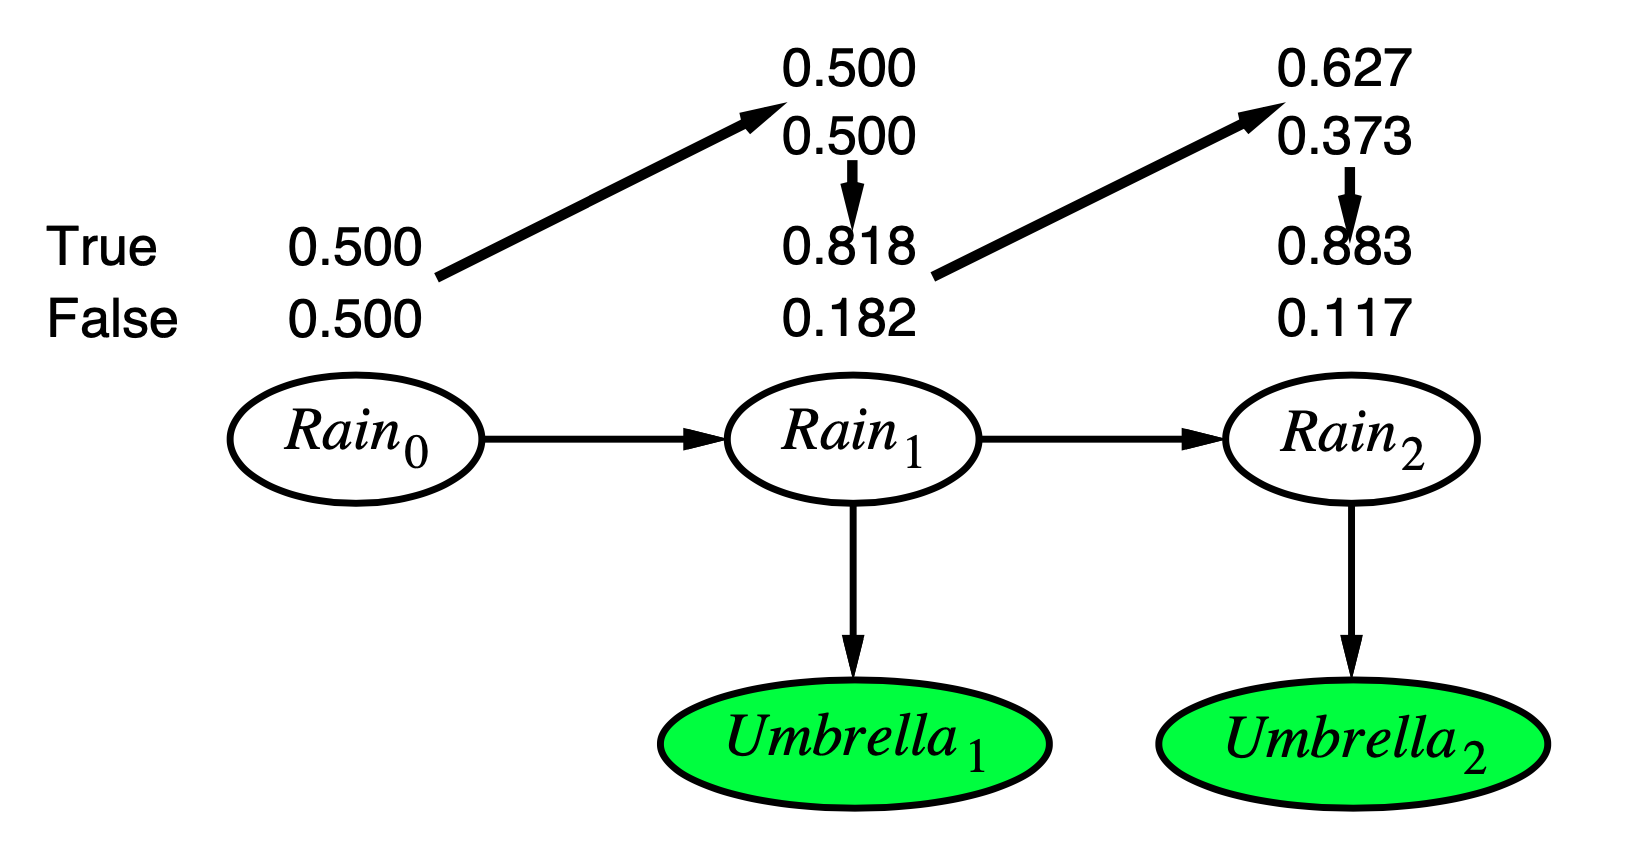 0.500 0.627
0.500 0.373
True 0.500 0.818 0.883
False 0.500 0.182 0.117
Rain0 Rain1 Rain2
Umbrella1 Umbrella2